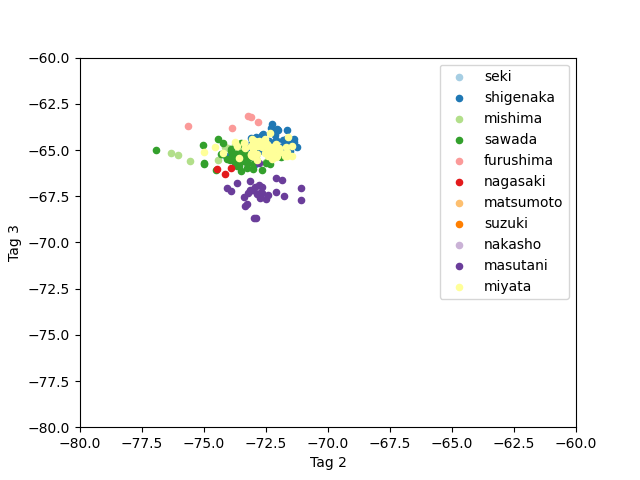 −60.0
−62.5
−65.0
−67.5
−70.0
−72.5
−75.0
−77.5
−80.0
Tag 3
seki
shigenaka
mishima
sawada
furushima
nagasaki
matsumoto
suzuki
nakasho
masutani
miyata
−80.0 −77.5 −75.0 −72.5 −70.0 −67.5 −65.0 −62.5 −60.0
Tag 2